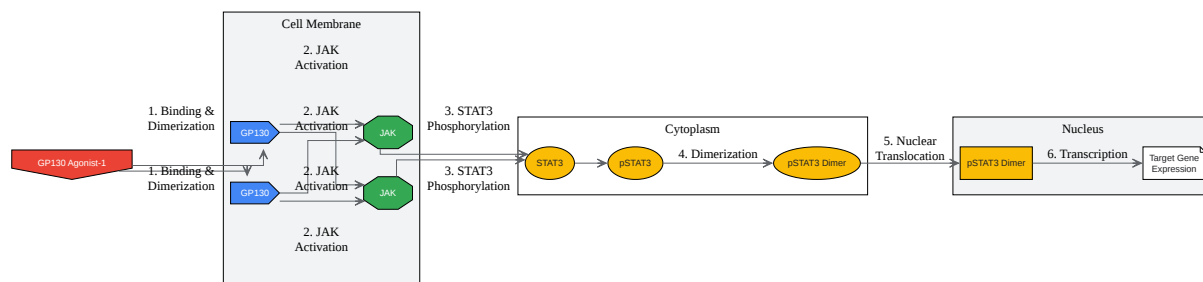 Cell Membrane
2. JAK
Activation
1. Binding &
Dimerization
GP130
2. JAK
Activation
JAK
3. STAT3
Phosphorylation
GP130 Agonist-1
1. Binding &
Dimerization
GP130
2. JAK
Activation
JAK
3. STAT3
Phosphorylation
2. JAK
Activation
Cytoplasm
STAT3
pSTAT3
4. Dimerization
pSTAT3 Dimer
5. Nuclear
Translocation
Nucleus
pSTAT3 Dimer
6. Transcription
Target Gene
Expression